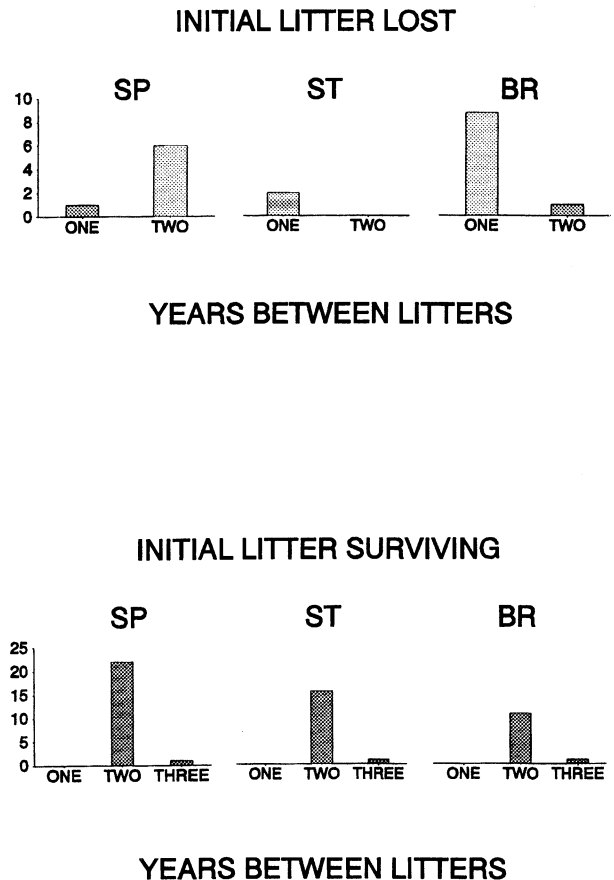 INITIAL LITTER LOST
SP ST BR
10
8
6
4
2
0
ONE TWO ONE TWO ONE TWO
YEARS BETWEEN LITTERS
INITIAL LITTER SURVIVING
SP ST BR
25
20
15
10
5
0
ONE TWO THREE ONE TWO THREE ONE TWO THREE
YEARS BETWEEN LITTERS